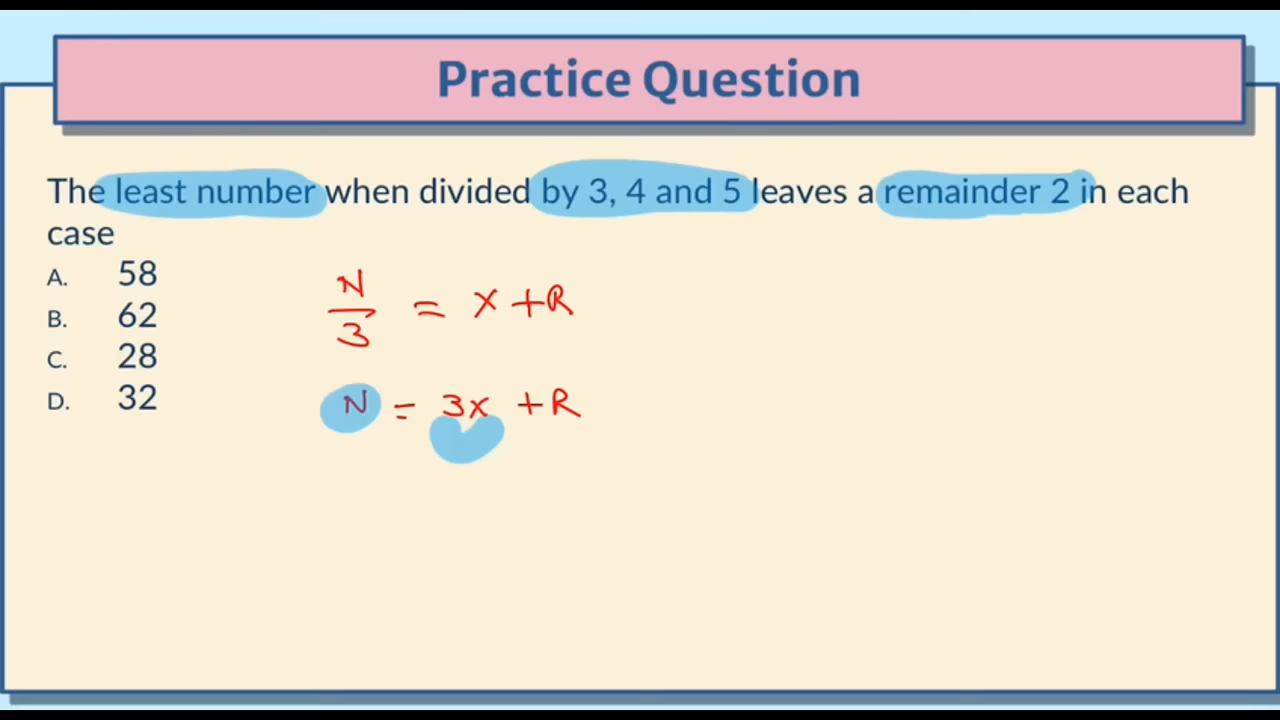 Practice Question
The least number when divided by 3, 4 and 5 leaves a remainder 2 in each
case
A. 58
B. 62
C. 28
D. 32
N
3
= x + R
N = 3x + R